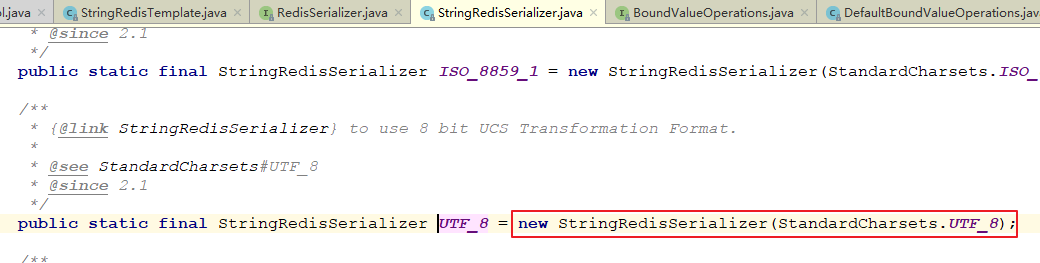 ol.java × StringRedisTemplate.java × RedisSerializer.java × StringRedisSerializer.java × BoundValueOperations.java × DefaultBoundValueOperations.java
* @since 2.1
*/
public static final StringRedisSerializer ISO_8859_1 = new StringRedisSerializer(StandardCharsets.ISO_
/**
* {@link StringRedisSerializer} to use 8 bit UCS Transformation Format.
*
* @see StandardCharsets#UTF_8
* @since 2.1
*/
public static final StringRedisSerializer UTF_8 = new StringRedisSerializer(StandardCharsets.UTF_8);
/**